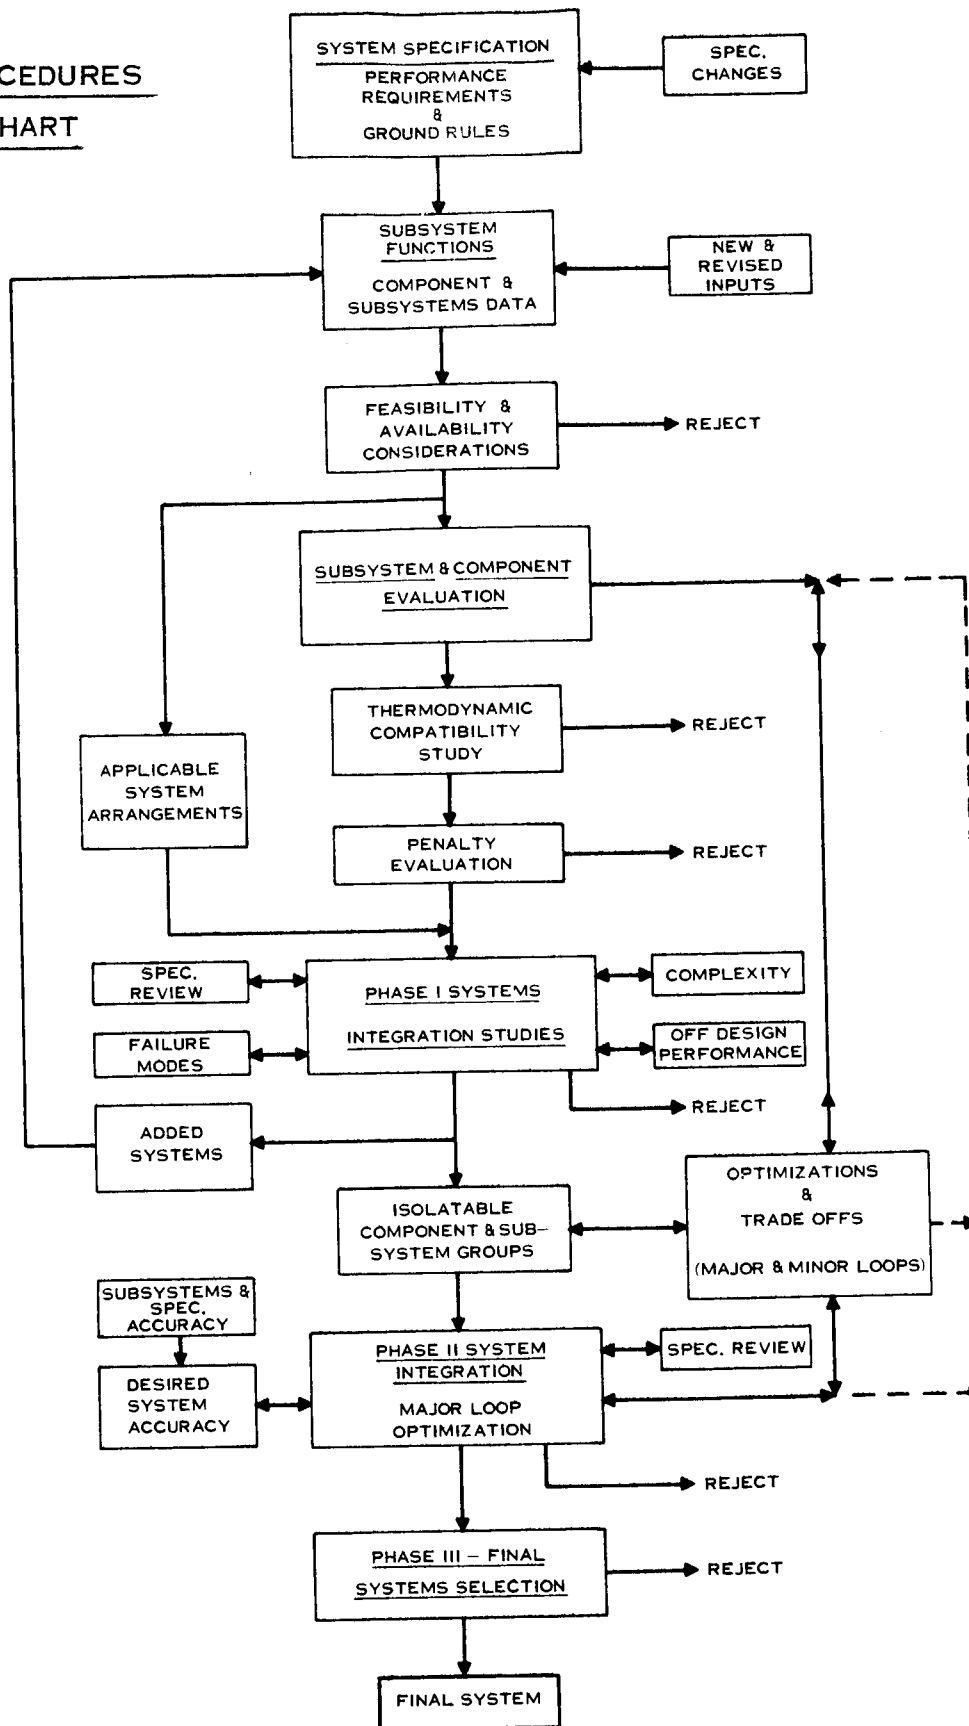 CEDURES
HART
SYSTEM SPECIFICATION
PERFORMANCE
REQUIREMENTS
&
GROUND RULES
SPEC.
CHANGES
SUBSYSTEM
FUNCTIONS
COMPONENT &
SUBSYSTEMS DATA
NEW &
REVISED
INPUTS
FEASIBILITY &
AVAILABILITY
CONSIDERATIONS
REJECT
SUBSYSTEM & COMPONENT
EVALUATION
THERMODYNAMIC
COMPATIBILITY
STUDY
REJECT
APPLICABLE
SYSTEM
ARRANGEMENTS
PENALTY
EVALUATION
REJECT
SPEC.
REVIEW
PHASE I SYSTEMS
INTEGRATION STUDIES
COMPLEXITY
FAILURE
MODES
OFF DESIGN
PERFORMANCE
REJECT
ADDED
SYSTEMS
ISOLATABLE
COMPONENT & SUB-
SYSTEM GROUPS
OPTIMIZATIONS
&
TRADE OFFS
(MAJOR & MINOR LOOPS)
SUBSYSTEMS &
SPEC.
ACCURACY
PHASE II SYSTEM
INTEGRATION
MAJOR LOOP
OPTIMIZATION
SPEC. REVIEW
DESIRED
SYSTEM
ACCURACY
REJECT
PHASE III – FINAL
SYSTEMS SELECTION
REJECT
FINAL SYSTEM